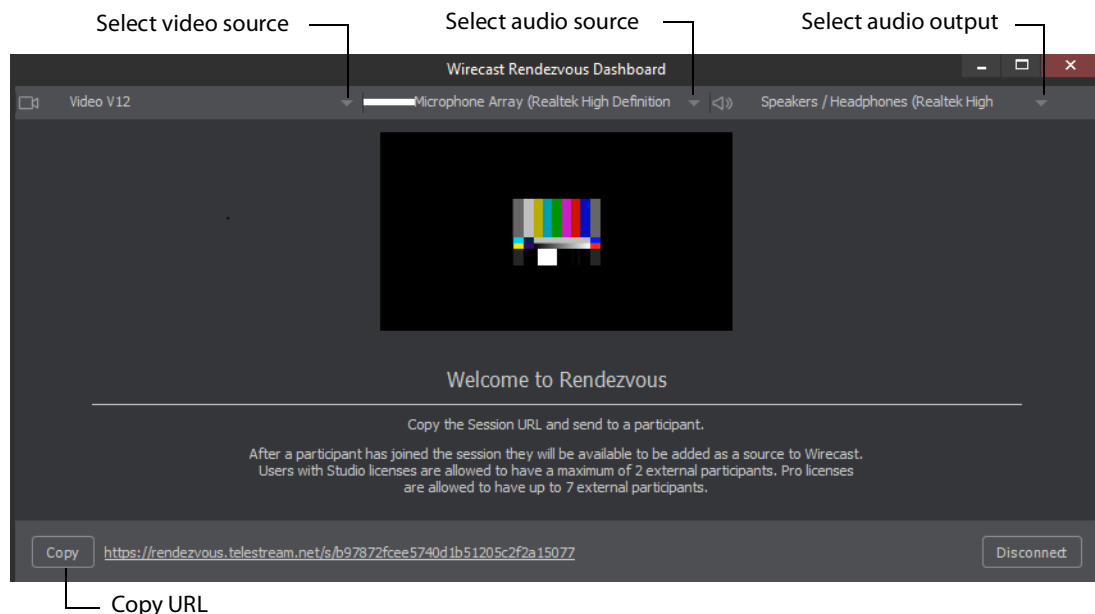 Select video source
Select audio source
Select audio output
Wirecast Rendezvous Dashboard
Video V12
Microphone Array (Realtek High Definition
Speakers / Headphones (Realtek High
Welcome to Rendezvous
Copy the Session URL and send to a participant.
After a participant has joined the session they will be available to be added as a source to Wirecast.
Users with Studio licenses are allowed to have a maximum of 2 external participants. Pro licenses
are allowed to have up to 7 external participants.
Copy
https://rendezvous.telestream.net/s/b97872fcee5740d1b51205c2f2a15077
Disconnect
Copy URL